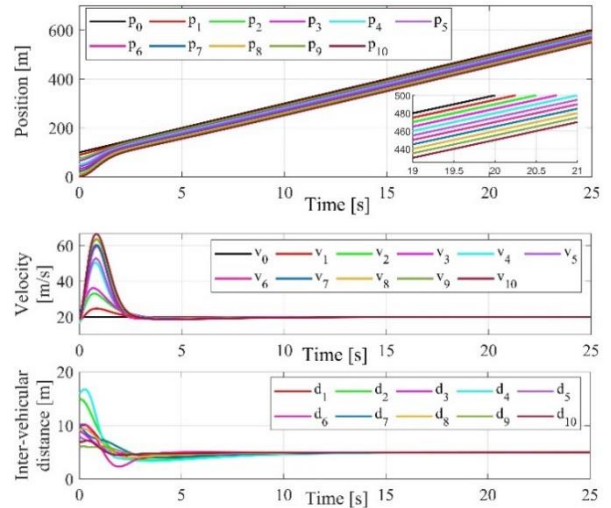 p0 p1 p2 p3 p4 p5
p6 p7 p8 p9 p10
Position [m]
600
400
200
0
500
480
460
440
19 19.5 20 20.5 21
0 5 10 15 20 25
Time [s]
v0 v1 v2 v3 v4 v5
v6 v7 v8 v9 v10
Velocity
[m/s]
60
40
20
0 5 10 15 20 25
Time [s]
d1 d2 d3 d4 d5
d6 d7 d8 d9 d10
Inter-vehicular
distance [m]
20
10
0
0 5 10 15 20 25
Time [s]